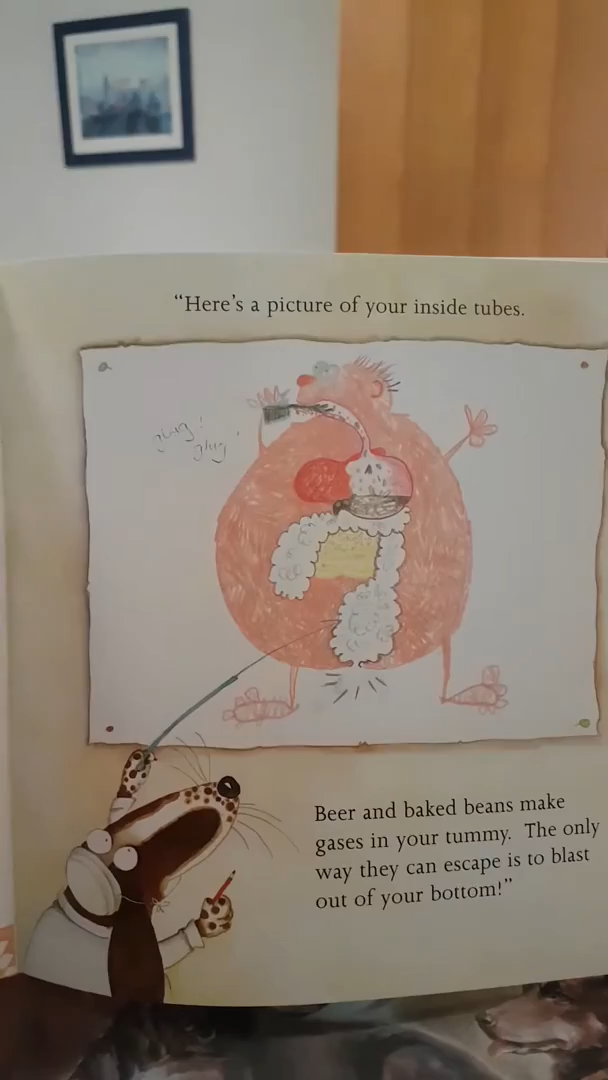 “Here’s a picture of your inside tubes.
glug!
glug!
Beer and baked beans make
gases in your tummy. The only
way they can escape is to blast
out of your bottom!”